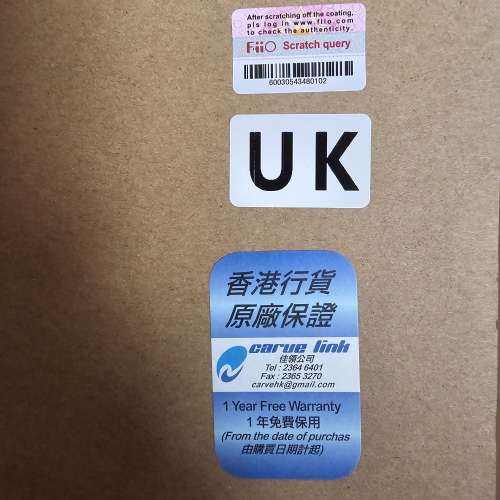 After scratching off the coating,
pls log in www.fiio.com
to check the authenticity.
FiiO Scratch query
60030543480102
UK
香港行貨
原廠保證
carve link
佳領公司
Tel : 2364 6401
Fax : 2365 3270
carvehk@gmail.com
1 Year Free Warranty
1年免費保用
(From the date of purchas
由購買日期計起)